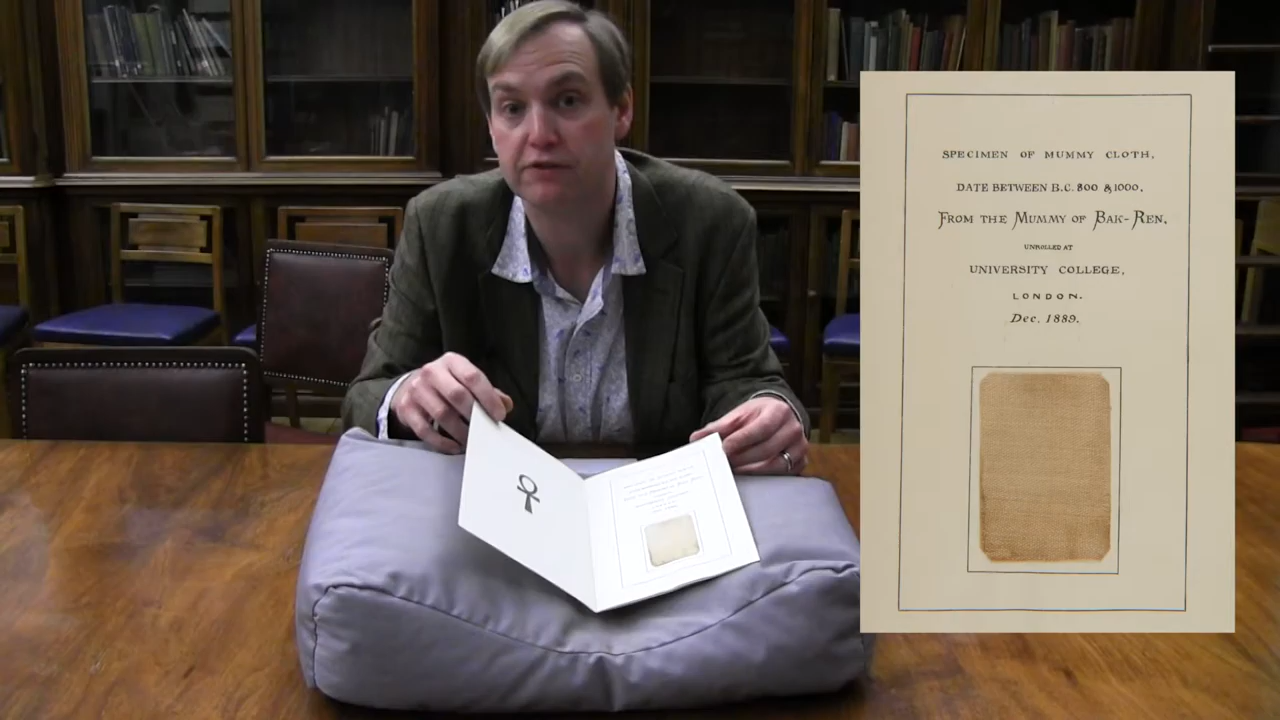 SPECIMEN OF MUMMY CLOTH,
DATE BETWEEN B.C. 800 & 1000.
FROM THE MUMMY OF BAK-REN,
UNROLLED AT
UNIVERSITY COLLEGE,
LONDON.
Dec. 1889.